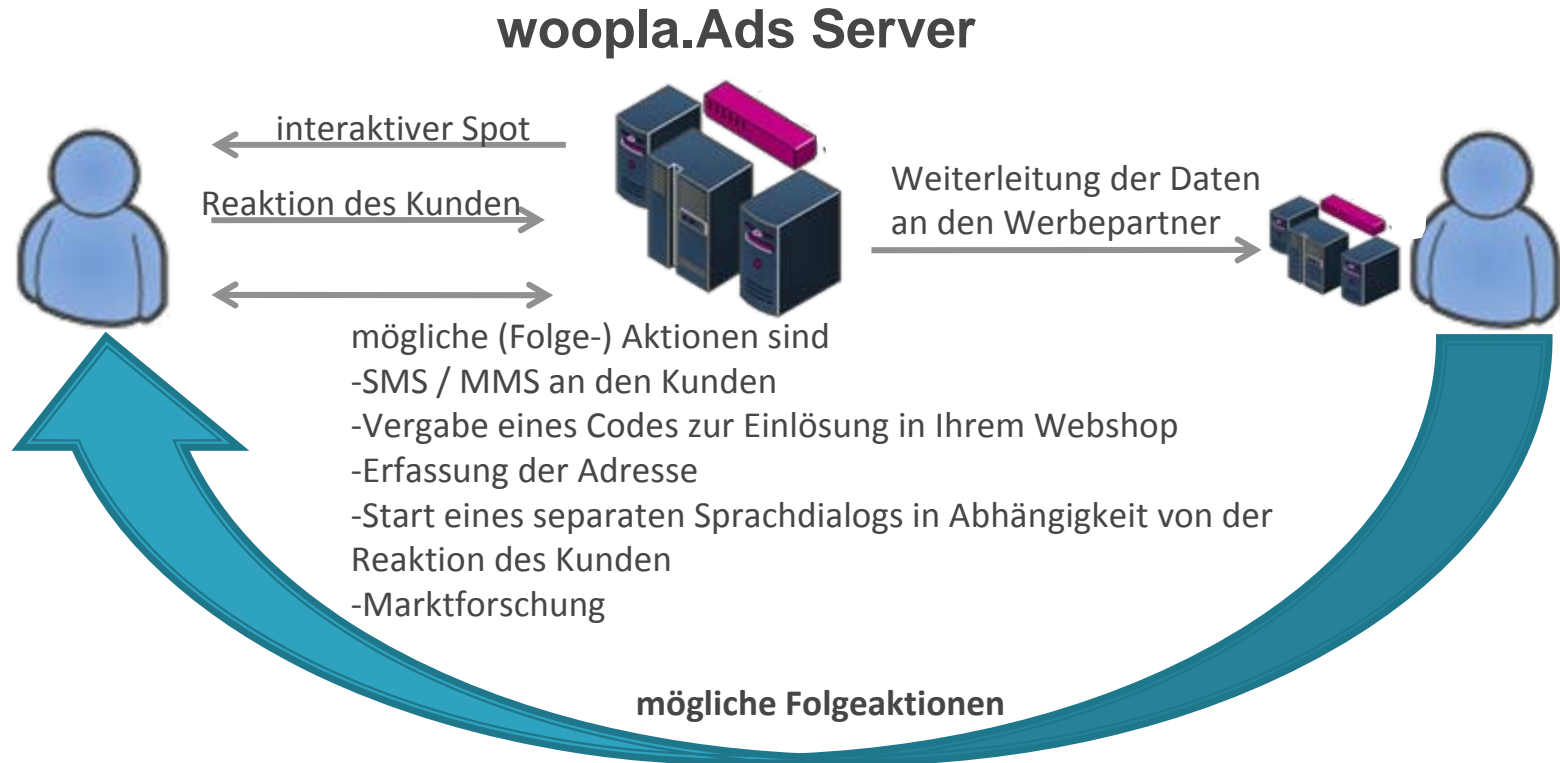 woopla.Ads Server
interaktiver Spot
Reaktion des Kunden
Weiterleitung der Daten
an den Werbepartner
mögliche (Folge-) Aktionen sind
-SMS / MMS an den Kunden
-Vergabe eines Codes zur Einlösung in Ihrem Webshop
-Erfassung der Adresse
-Start eines separaten Sprachdialogs in Abhängigkeit von der
Reaktion des Kunden
-Marktforschung
mögliche Folgeaktionen